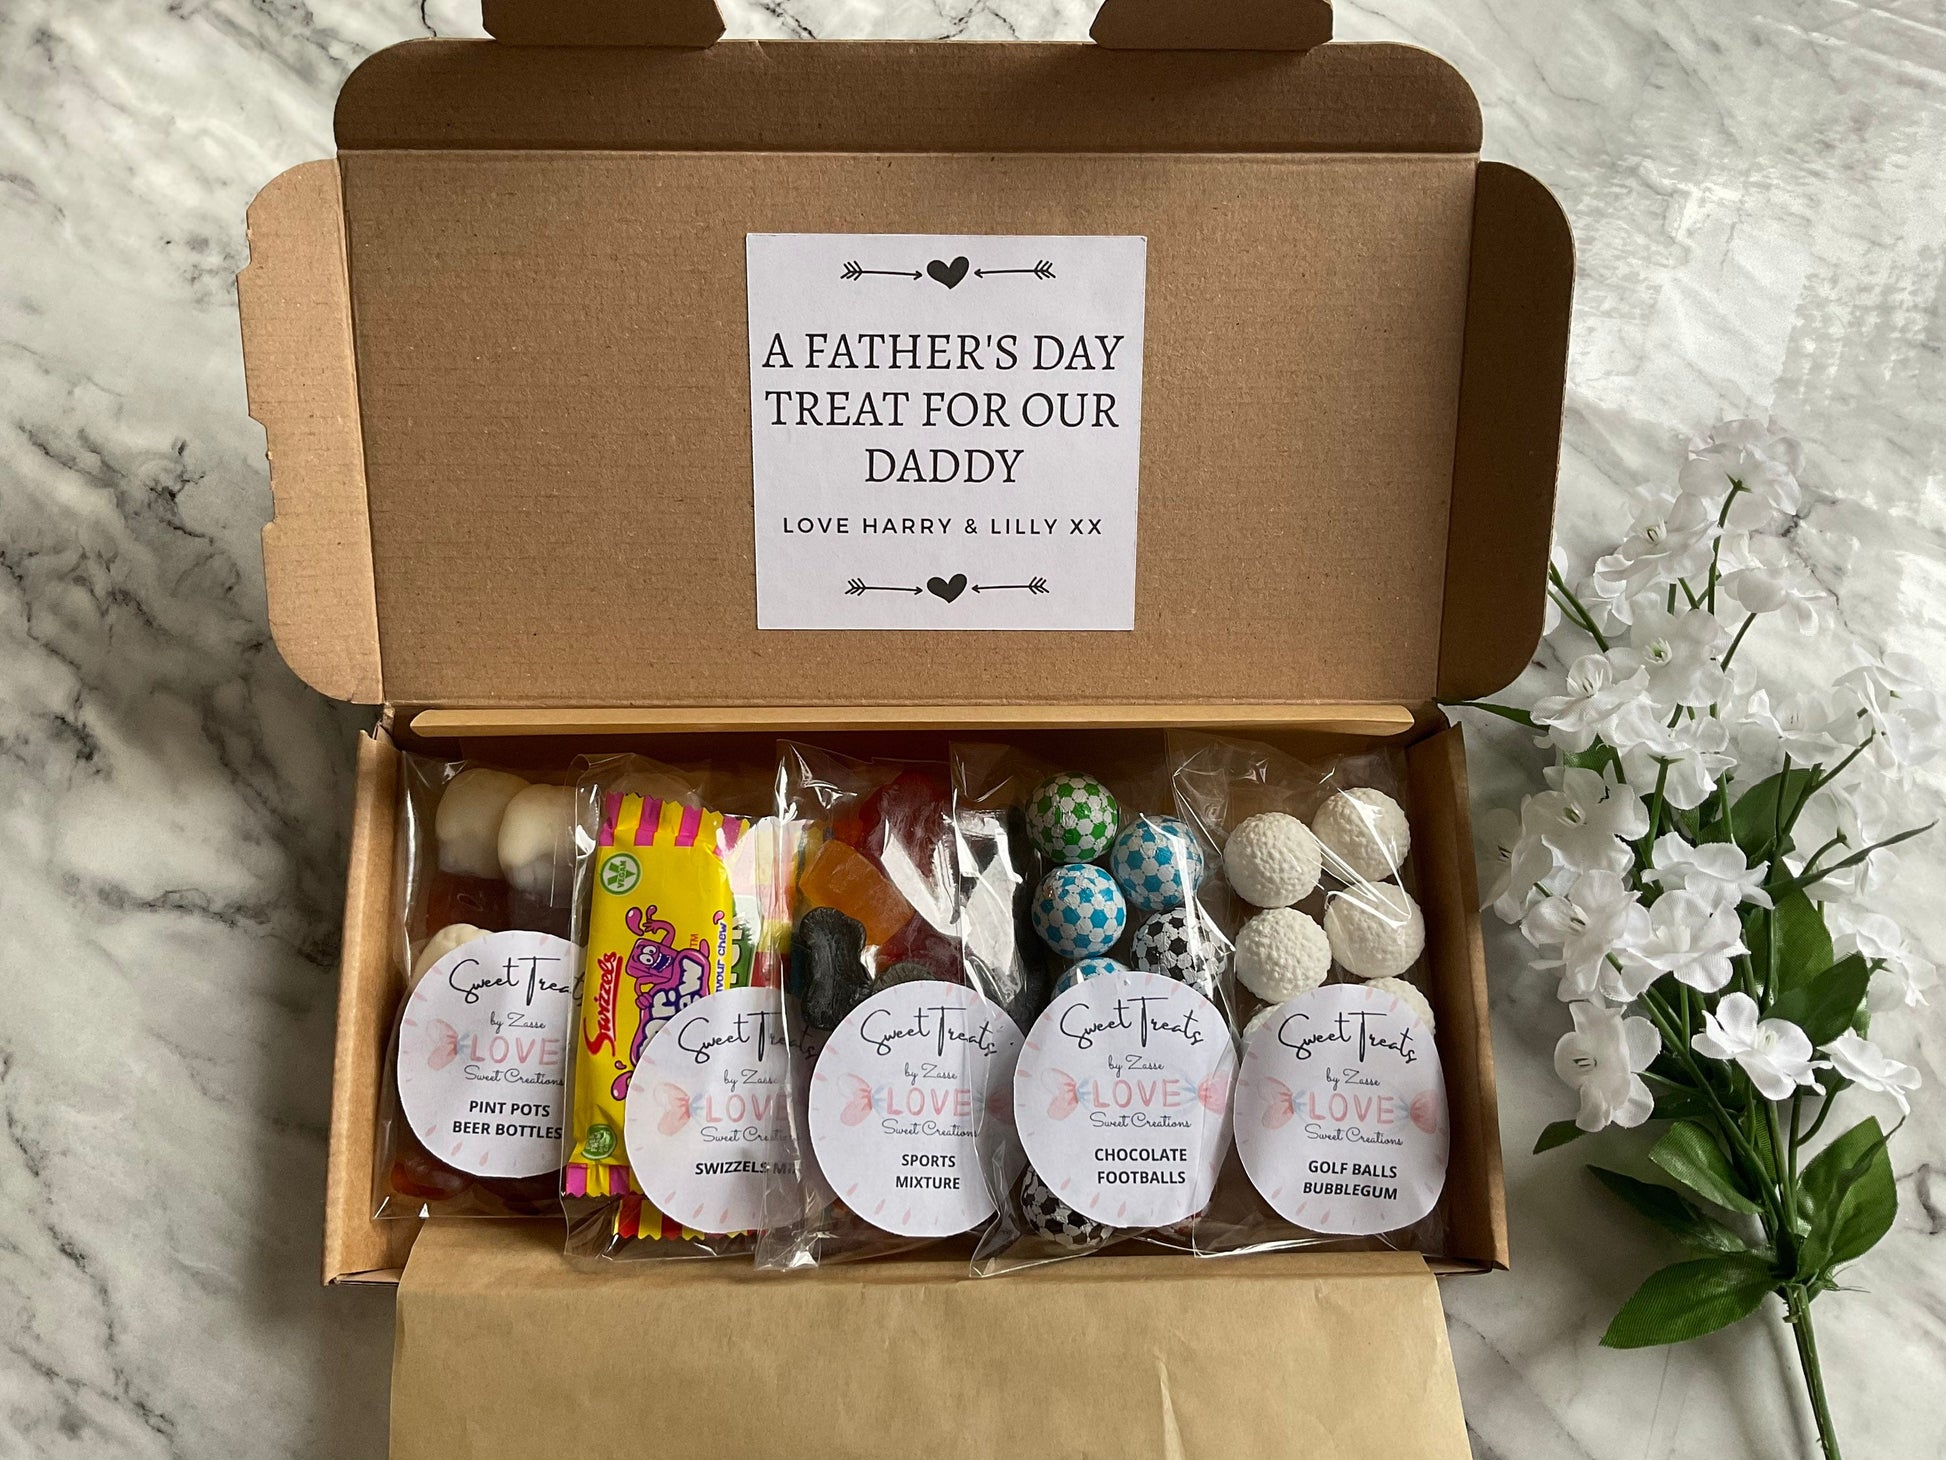 A FATHER'S DAY
TREAT FOR OUR
DADDY
LOVE HARRY & LILLY XX
Sweet Treats
by Zasse
LOVE
Sweet Creations
PINT POTS
BEER BOTTLES
VEGAN
Swizzels
Sweet Treats
by Zasse
LOVE
SWIZZELS
Sweet Treats
by Zasse
LOVE
Sweet Creations
SPORTS
MIXTURE
Sweet Treats
by Zasse
LOVE
Sweet Creations
CHOCOLATE
FOOTBALLS
Sweet Treats
by Zasse
LOVE
Sweet Creations
GOLF BALLS
BUBBLEGUM